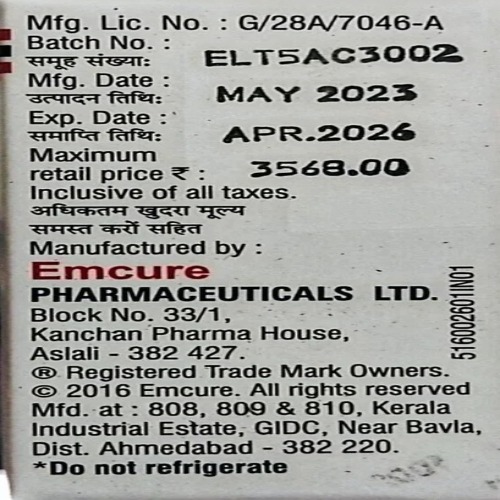 Mfg. Lic. No. : G/28A/7046-A
Batch No. :
समूह संख्याः ELT5AC3002
Mfg. Date :
उत्पादन तिथिः MAY 2023
Exp. Date :
समाप्ति तिथिः APR.2026
Maximum
retail price ₹ : 3568.00
Inclusive of all taxes.
अधिकतम खुदरा मूल्य
समस्त करों सहित
Manufactured by :
Emcure
PHARMACEUTICALS LTD.
Block No. 33/1,
Kanchan Pharma House,
Aslali - 382 427.
® Registered Trade Mark Owners.
© 2016 Emcure. All rights reserved
Mfd. at : 808, 809 & 810, Kerala
Industrial Estate, GIDC, Near Bavla,
Dist. Ahmedabad - 382 220.
*Do not refrigerate
516002601IN01